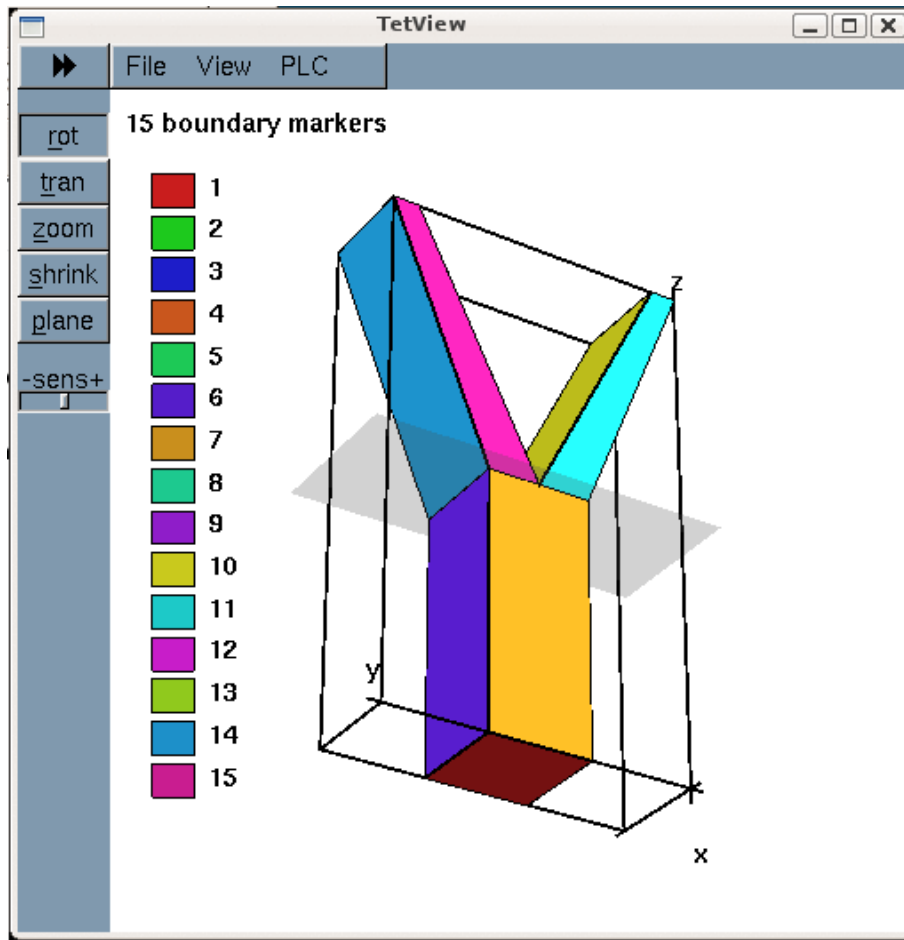 TetView
File View PLC
rot
tran
zoom
shrink
plane
-sens+
15 boundary markers
1
2
3
4
5
6
7
8
9
10
11
12
13
14
15
z
y
x